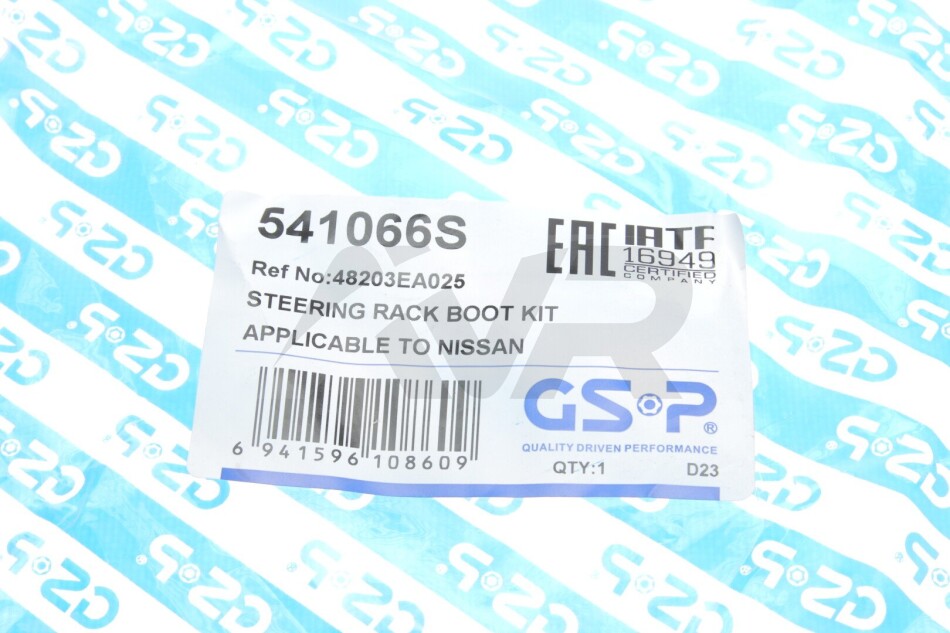 541066S
EAC
IATF
16949
CERTIFIED
COMPANY
Ref No:48203EA025
STEERING RACK BOOT KIT
APPLICABLE TO NISSAN
6 941596 108609
GSP®
QUALITY DRIVEN PERFORMANCE
QTY:1
D23